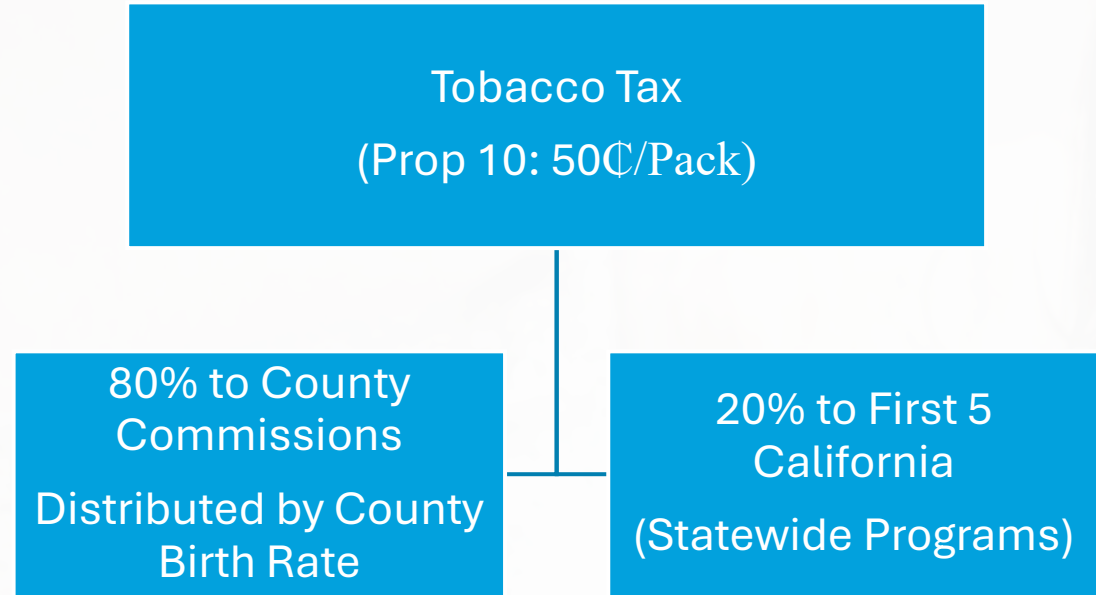 Tobacco Tax
(Prop 10: 50₵/Pack)
80% to County
Commissions
Distributed by County
Birth Rate
20% to First 5
California
(Statewide Programs)